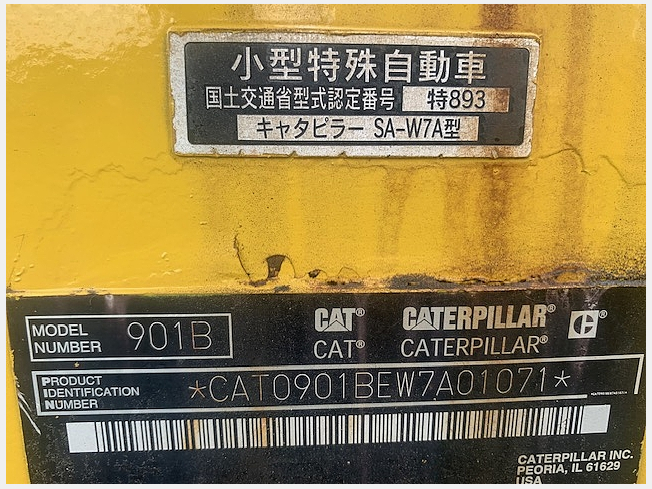 小型特殊自動車
国土交通省型式認定番号 特893
キャタピラー SA-W7A型
MODEL NUMBER 901B
CAT® CATERPILLAR® C®
CAT® CATERPILLAR®
PRODUCT IDENTIFICATION NUMBER *CAT0901BEW7A01071*
CATERPILLAR INC.
PEORIA, IL 61629
USA